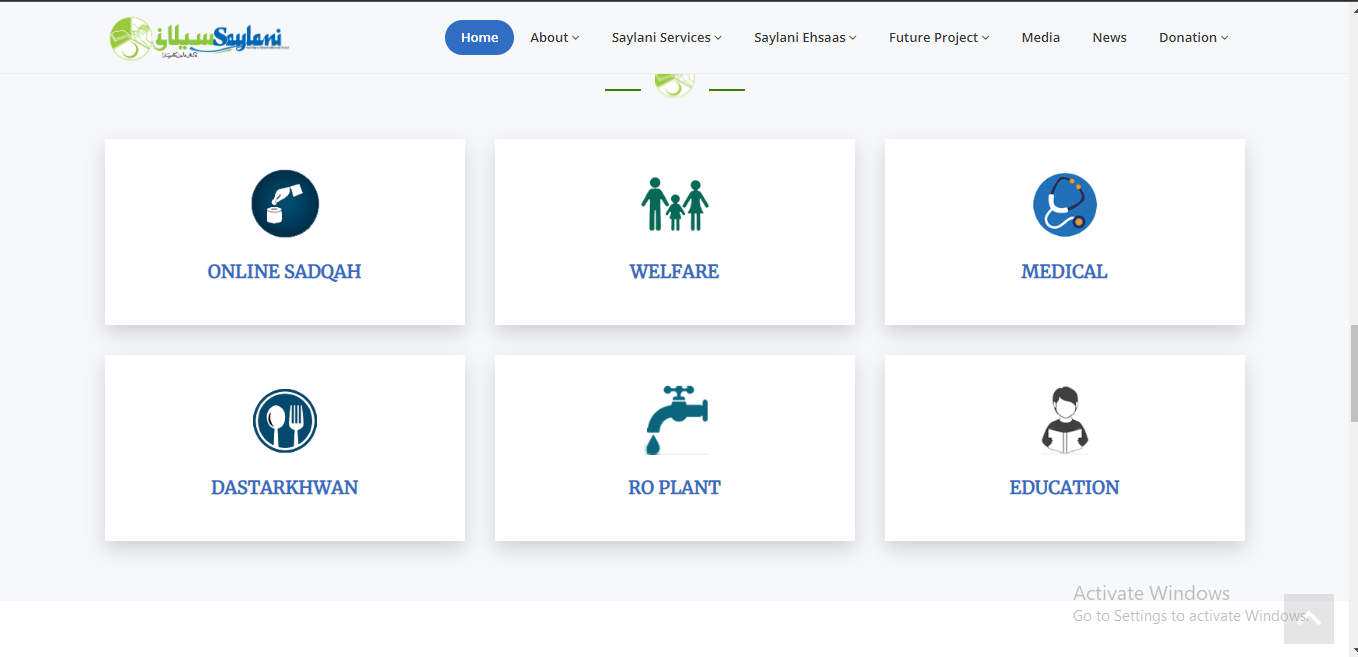 سیلانی Saylani
Home About Saylani Services Saylani Ehsaas Future Project Media News Donation
ONLINE SADQAH WELFARE MEDICAL
DASTARKHWAN RO PLANT EDUCATION
Activate Windows
Go to Settings to activate Windows.